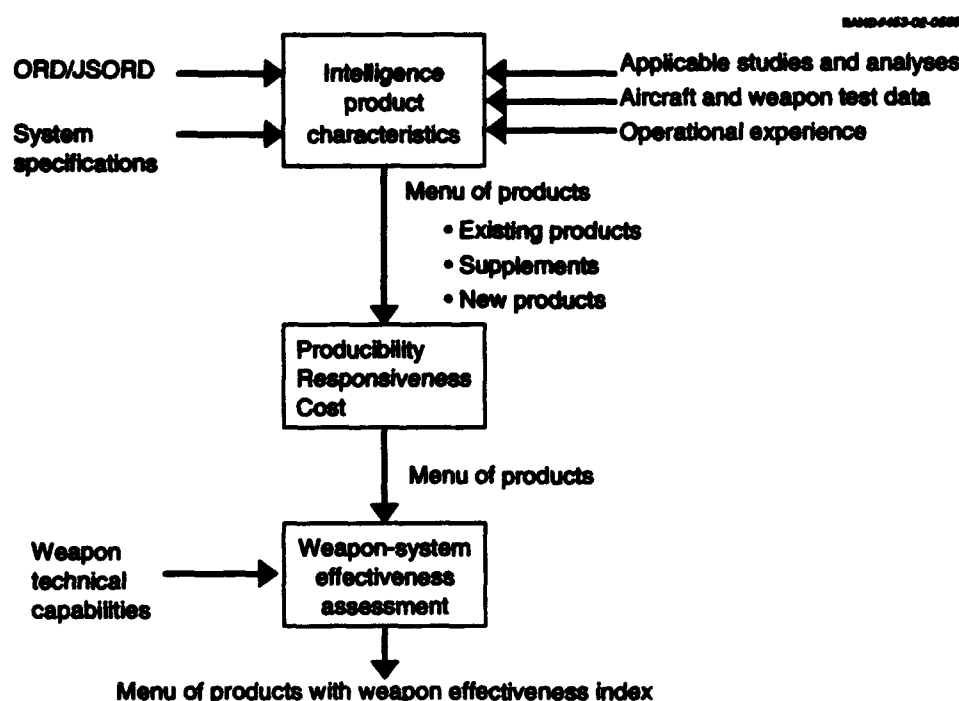 ORD/JSORD
System
specifications
Intelligence
product
characteristics
Applicable studies and analyses
Aircraft and weapon test data
Operational experience
Menu of products
• Existing products
• Supplements
• New products
Producibility
Responsiveness
Cost
Menu of products
Weapon
technical
capabilities
Weapon-system
effectiveness
assessment
Menu of products with weapon effectiveness index